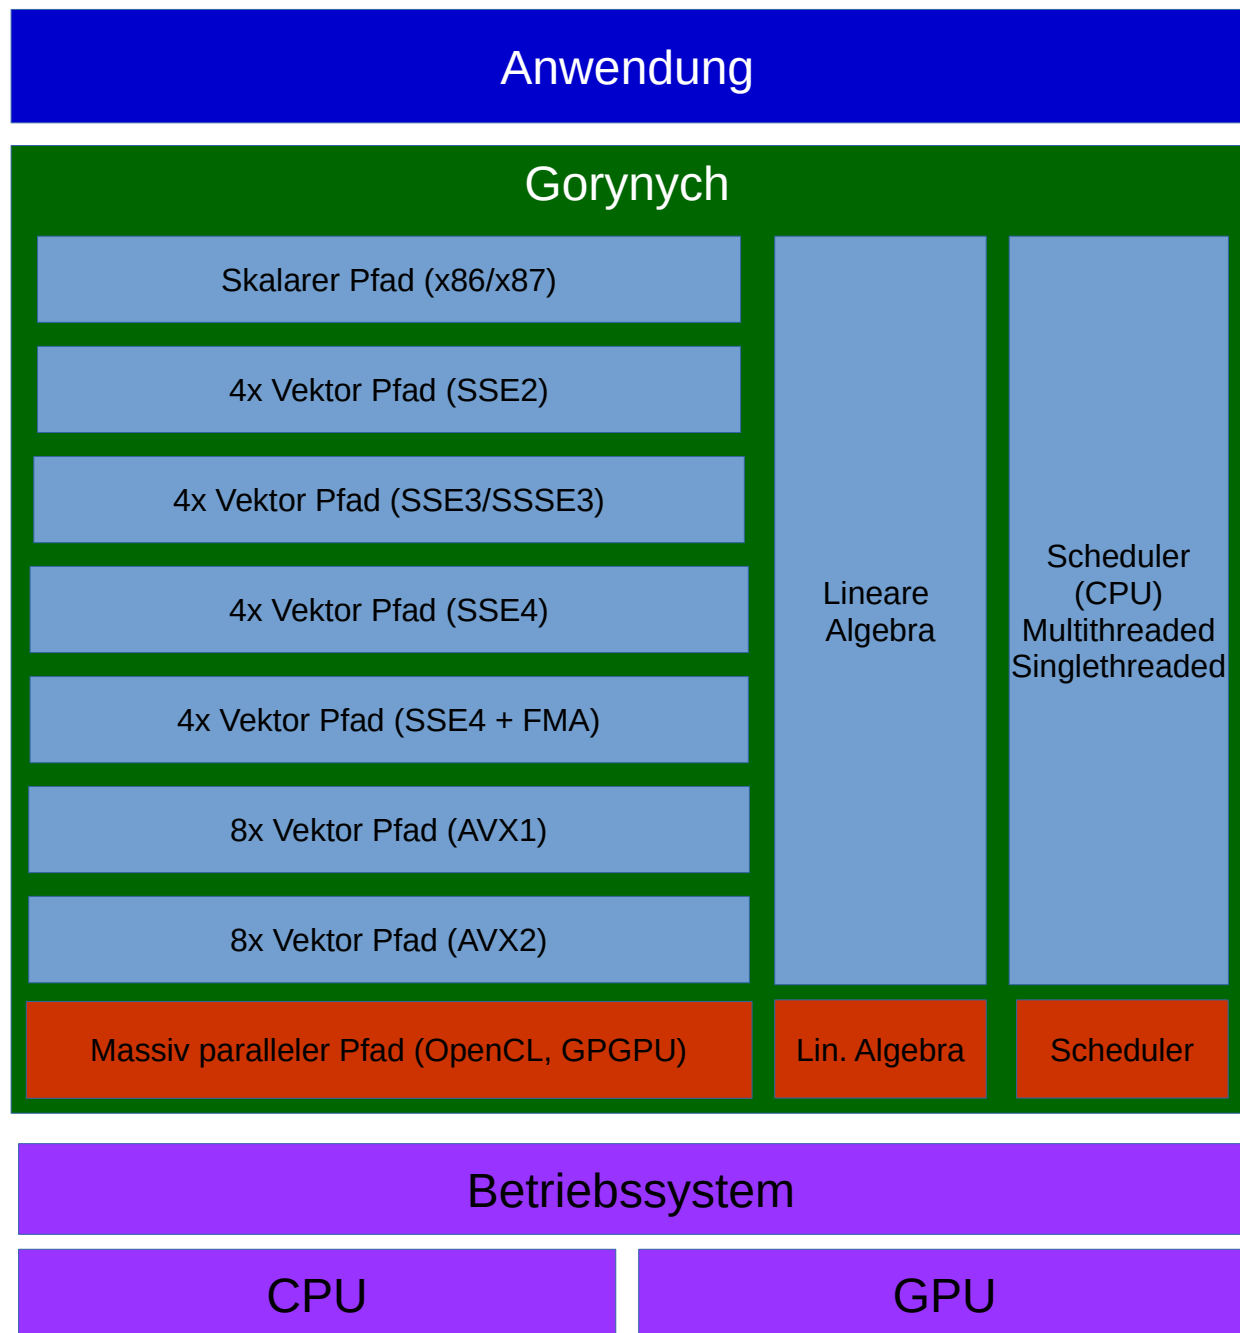 Anwendung
Gorynych
Skalarer Pfad (x86/x87)
4x Vektor Pfad (SSE2)
4x Vektor Pfad (SSE3/SSSE3)
4x Vektor Pfad (SSE4)
4x Vektor Pfad (SSE4 + FMA)
8x Vektor Pfad (AVX1)
8x Vektor Pfad (AVX2)
Lineare
Algebra
Scheduler
(CPU)
Multithreaded
Singlethreaded
Massiv paralleler Pfad (OpenCL, GPGPU)
Lin. Algebra
Scheduler
Betriebssystem
CPU
GPU